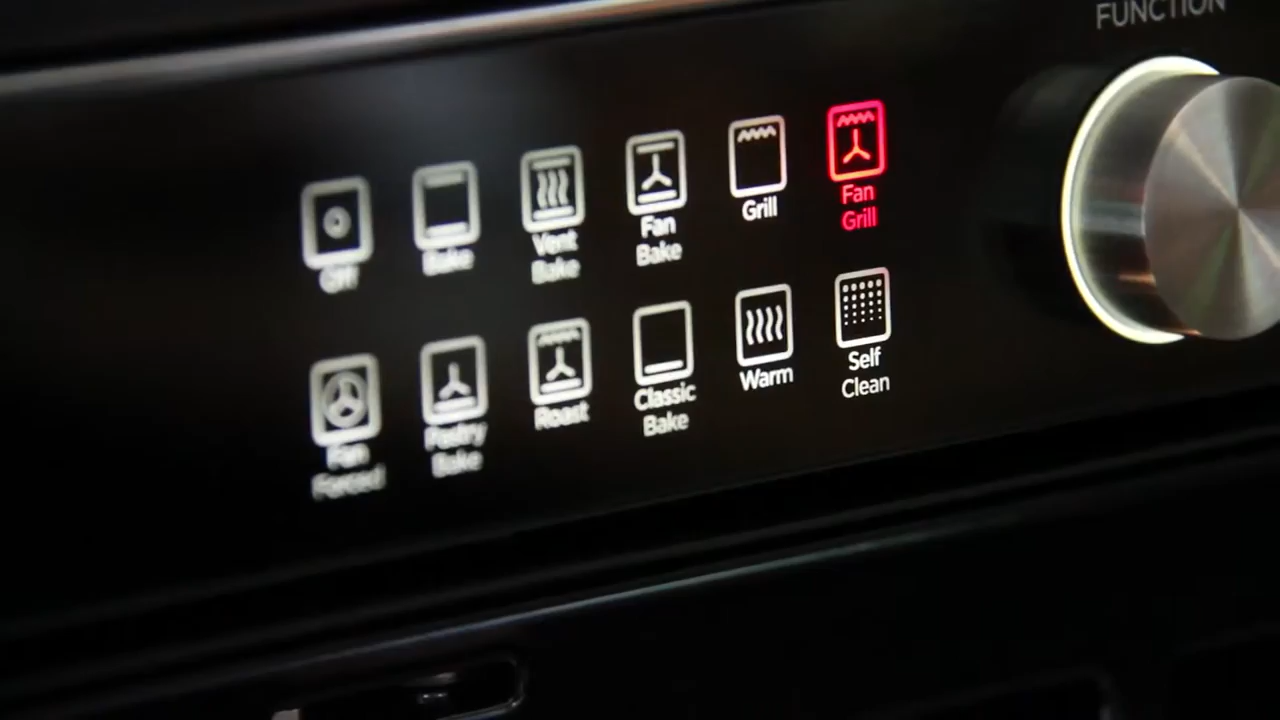 FUNCTION
Off
Bake
Vent
Bake
Fan
Bake
Grill
Fan
Grill
Fan
Forced
Pastry
Bake
Roast
Classic
Bake
Warm
Self
Clean